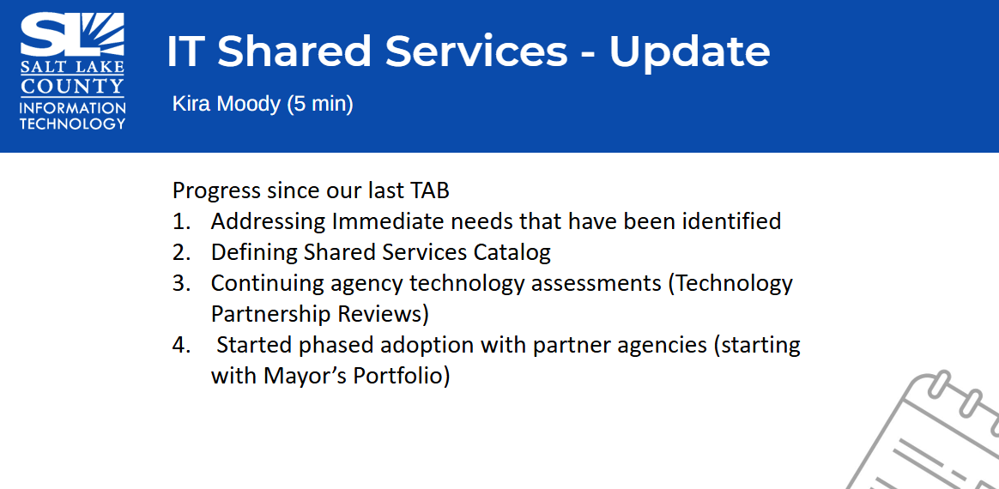 SL
SALT LAKE
COUNTY
INFORMATION
TECHNOLOGY
IT Shared Services - Update
Kira Moody (5 min)
Progress since our last TAB
1. Addressing Immediate needs that have been identified
2. Defining Shared Services Catalog
3. Continuing agency technology assessments (Technology
Partnership Reviews)
4. Started phased adoption with partner agencies (starting
with Mayor’s Portfolio)